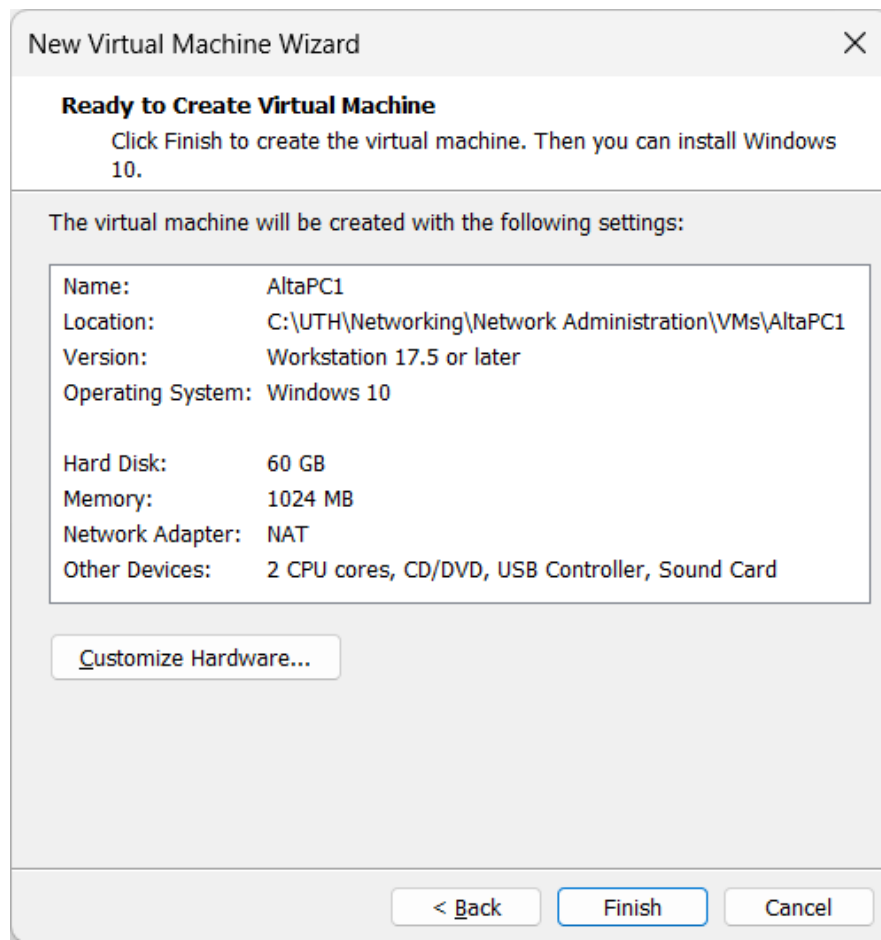 New Virtual Machine Wizard
Ready to Create Virtual Machine
Click Finish to create the virtual machine. Then you can install Windows
10.
The virtual machine will be created with the following settings:
Name: AltaPC1
Location: C:\UTH\Networking\Network Administration\VMs\AltaPC1
Version: Workstation 17.5 or later
Operating System: Windows 10
Hard Disk: 60 GB
Memory: 1024 MB
Network Adapter: NAT
Other Devices: 2 CPU cores, CD/DVD, USB Controller, Sound Card
Customize Hardware...
< Back Finish Cancel